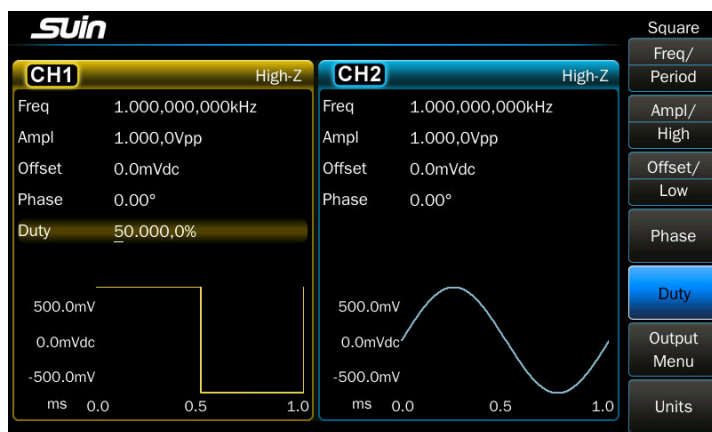 Suin
Square
CH1 High-Z
Freq 1.000,000,000kHz
Ampl 1.000,0Vpp
Offset 0.0mVdc
Phase 0.00°
Duty 50.000,0%
500.0mV
0.0mVdc
-500.0mV
ms 0.0 0.5 1.0
CH2 High-Z
Freq 1.000,000,000kHz
Ampl 1.000,0Vpp
Offset 0.0mVdc
Phase 0.00°
500.0mV
0.0mVdc
-500.0mV
ms 0.0 0.5 1.0
Freq/
Period
Ampl/
High
Offset/
Low
Phase
Duty
Output
Menu
Units